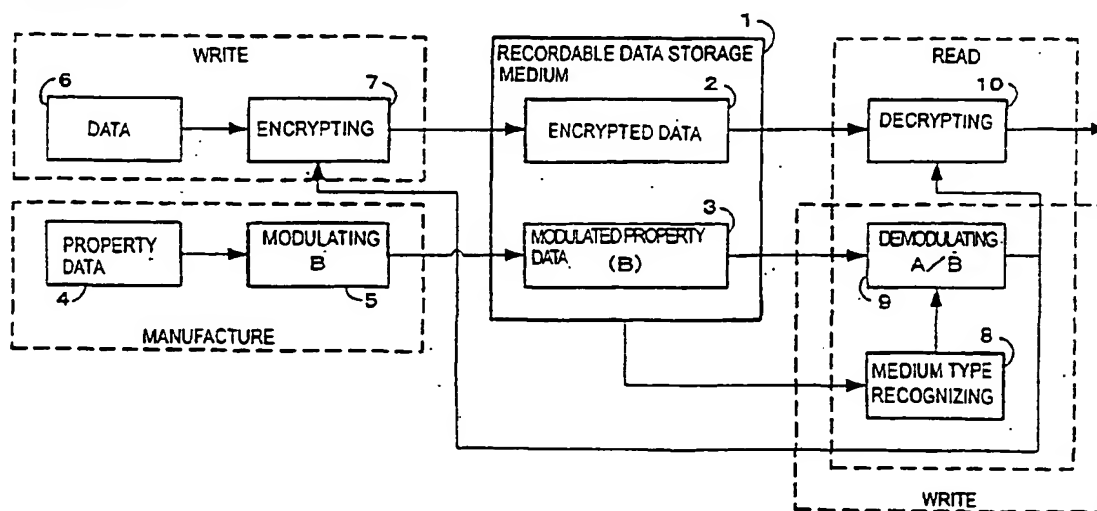 1
WRITE
RECORDABLE DATA STORAGE
MEDIUM
READ
6
7
2
10
DATA
ENCRYPTING
ENCRYPTED DATA
DECRYPTING
3
PROPERTY
DATA
MODULATING
B
MODULATED PROPERTY
DATA
(B)
DEMODULATING
A/B
4
5
9
MANUFACTURE
8
MEDIUM TYPE
RECOGNIZING
WRITE